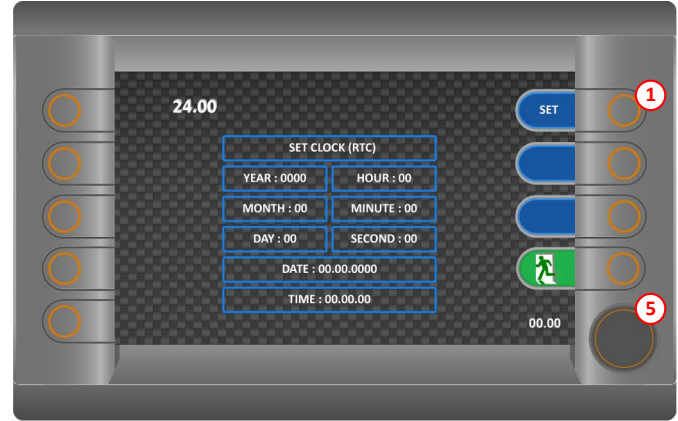 1
24.00
SET
SET CLOCK (RTC)
YEAR : 0000 HOUR : 00
MONTH : 00 MINUTE : 00
DAY : 00 SECOND : 00
DATE : 00.00.0000
TIME : 00.00.00
5
00.00